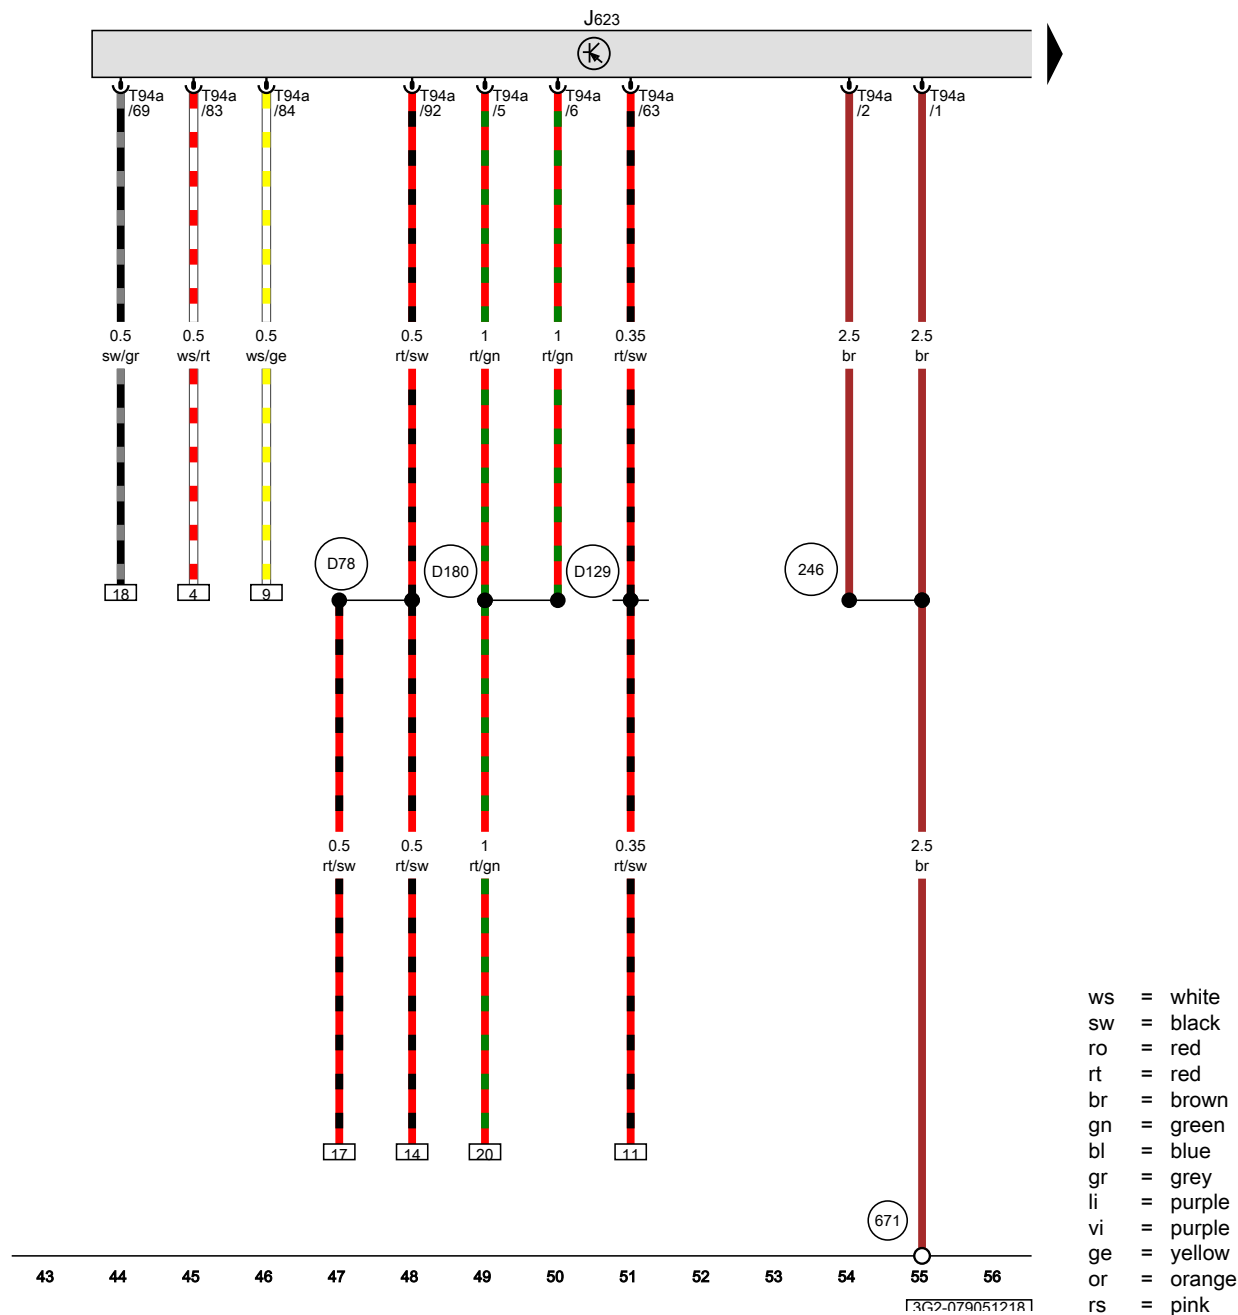 J623
T94a /69
T94a /83
T94a /84
T94a /92
T94a /5
T94a /6
T94a /63
T94a /2
T94a /1
0.5 0.5 0.5 0.5 1 1 0.35 2.5 2.5
sw/gr ws/rt ws/ge rt/sw rt/gn rt/gn rt/sw br br
D78 D180 D129 246
18 4 9
0.5 0.5 1 0.35 2.5
rt/sw rt/sw rt/gn rt/sw br
17 14 20 11
671
43 44 45 46 47 48 49 50 51 52 53 54 55 56
3G2-079051218
ws = white
sw = black
ro = red
rt = red
br = brown
gn = green
bl = blue
gr = grey
li = purple
vi = purple
ge = yellow
or = orange
rs = pink